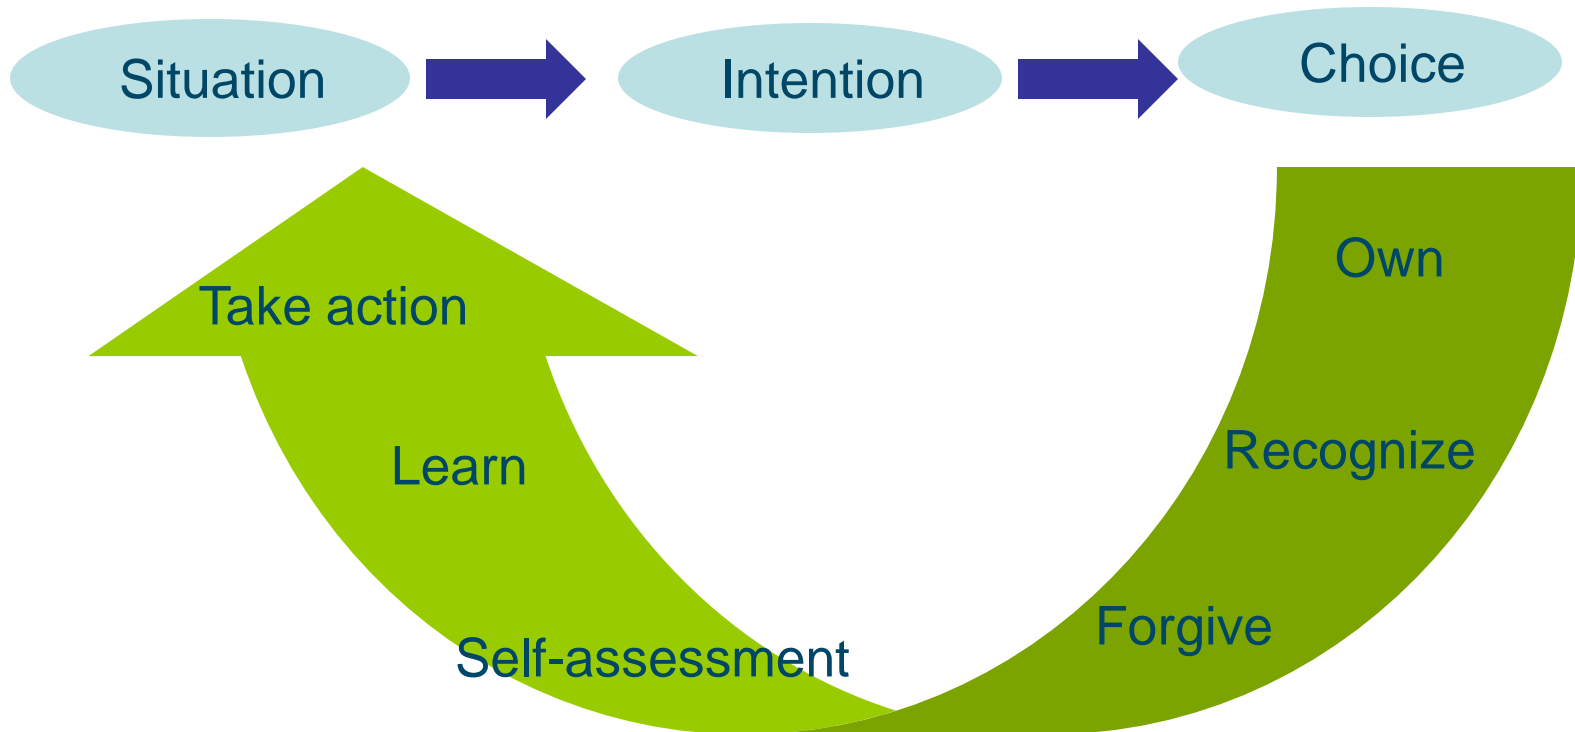 Situation
Intention
Choice
Own
Recognize
Forgive
Self-assessment
Learn
Take action